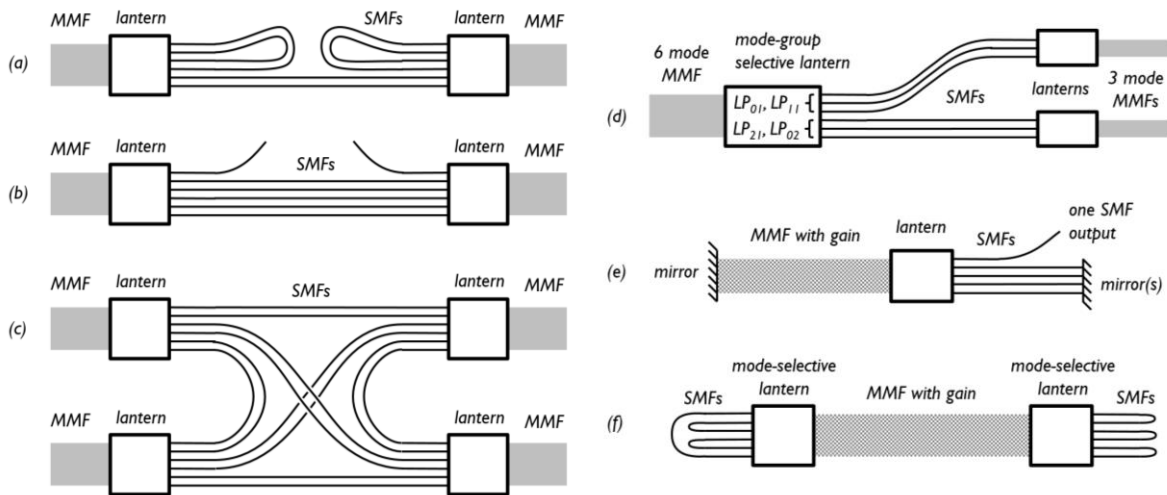 MMF lantern SMFs lantern MMF
(a)
MMF lantern SMFs lantern MMF
(b)
MMF lantern SMFs lantern MMF
(c)
MMF lantern lantern MMF
6 mode MMF
mode-group
selective lantern
LP01, LP11
LP21, LP02
SMFs
lanterns
3 mode
MMFs
(d)
one SMF
output
MMF with gain lantern SMFs
(e) mirror mirror(s)
mode-selective
lantern
MMF with gain
mode-selective
lantern
SMFs SMFs
(f)